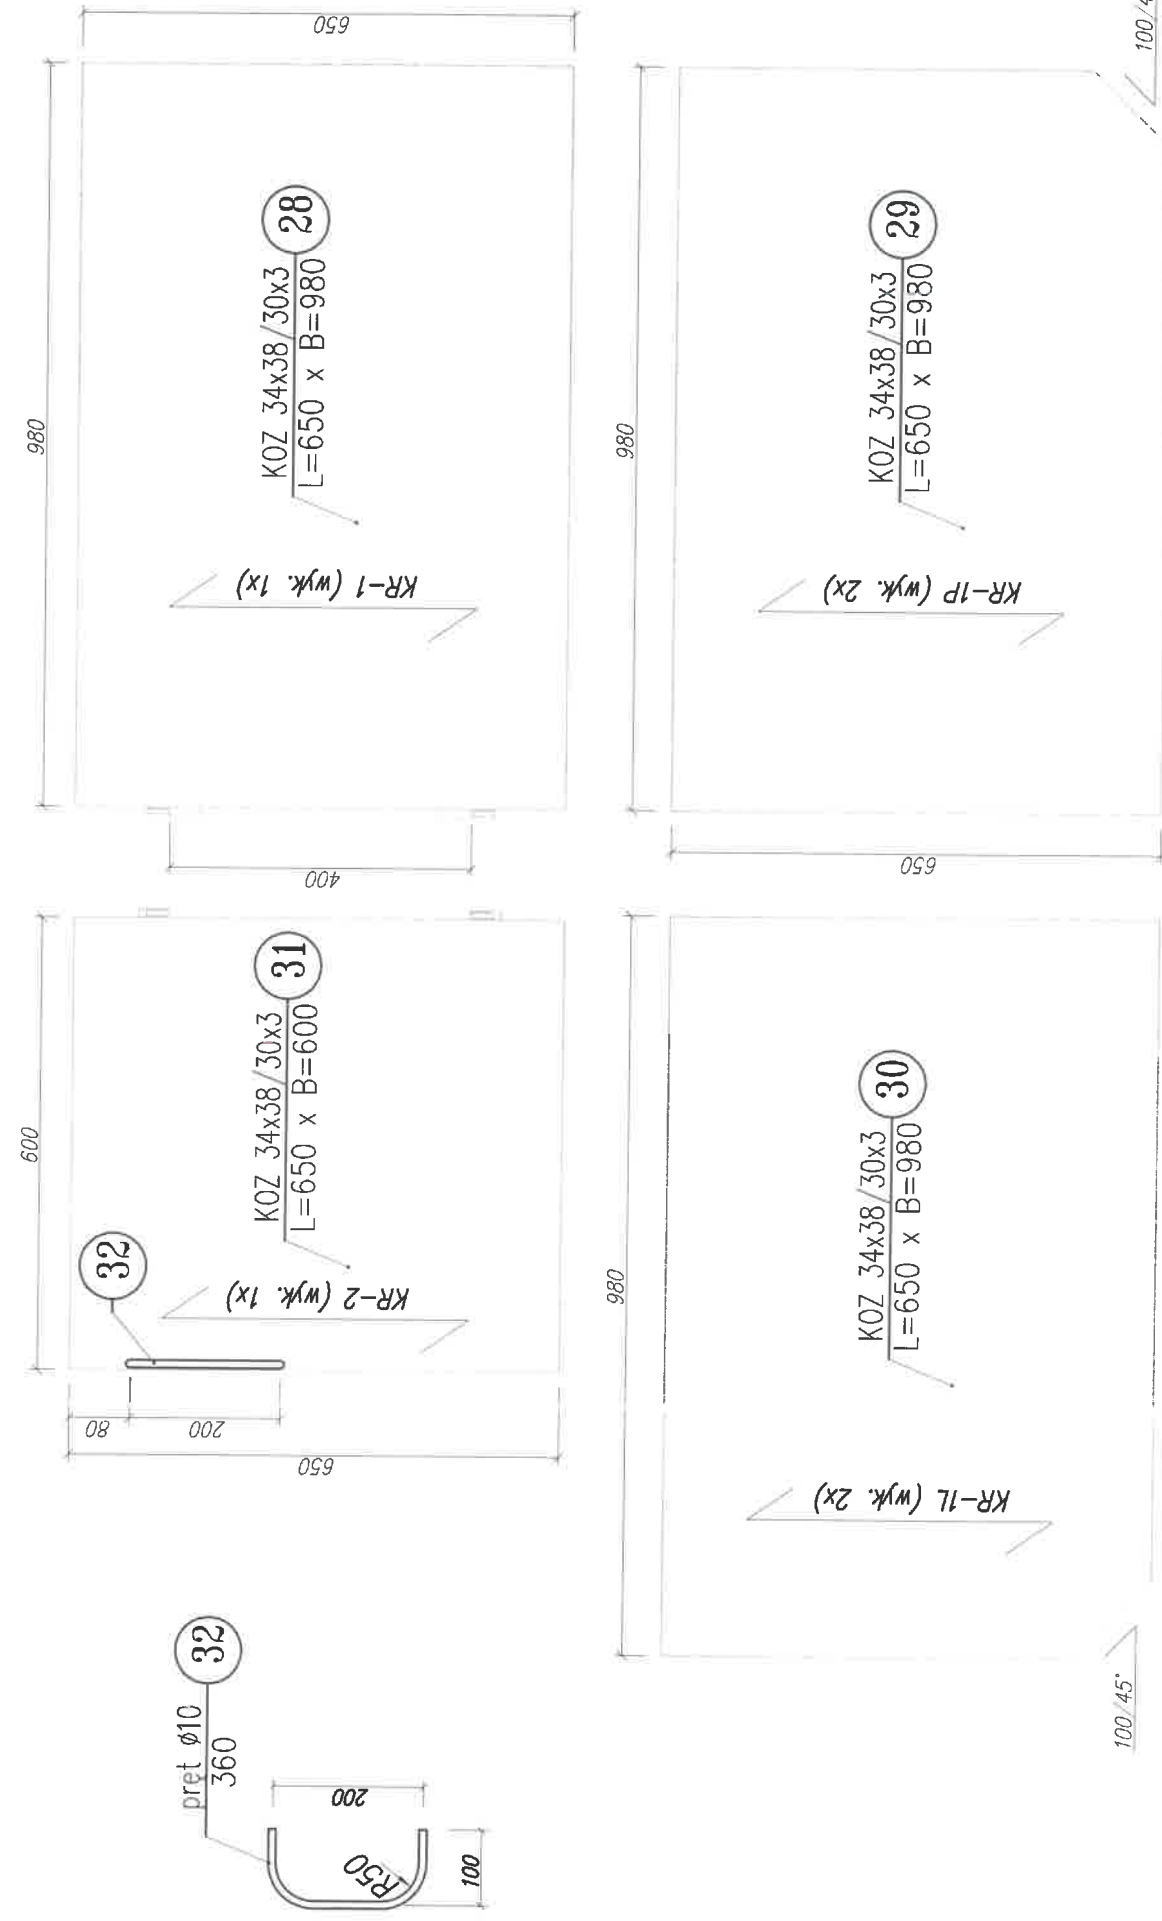 650
980
28
KOZ 34x38/30x3
L=650 x B=980
KR-1 (wyk. 1x)
400
600
31
KOZ 34x38/30x3
L=650 x B=600
32
KR-2 (wyk. 1x)
80
200
650
980
100/4
29
KOZ 34x38/30x3
L=650 x B=980
KR-1P (wyk. 2x)
650
980
30
KOZ 34x38/30x3
L=650 x B=980
KR-1L (wyk. 2x)
100/45°
32
pret ø10
360
200
R50
100